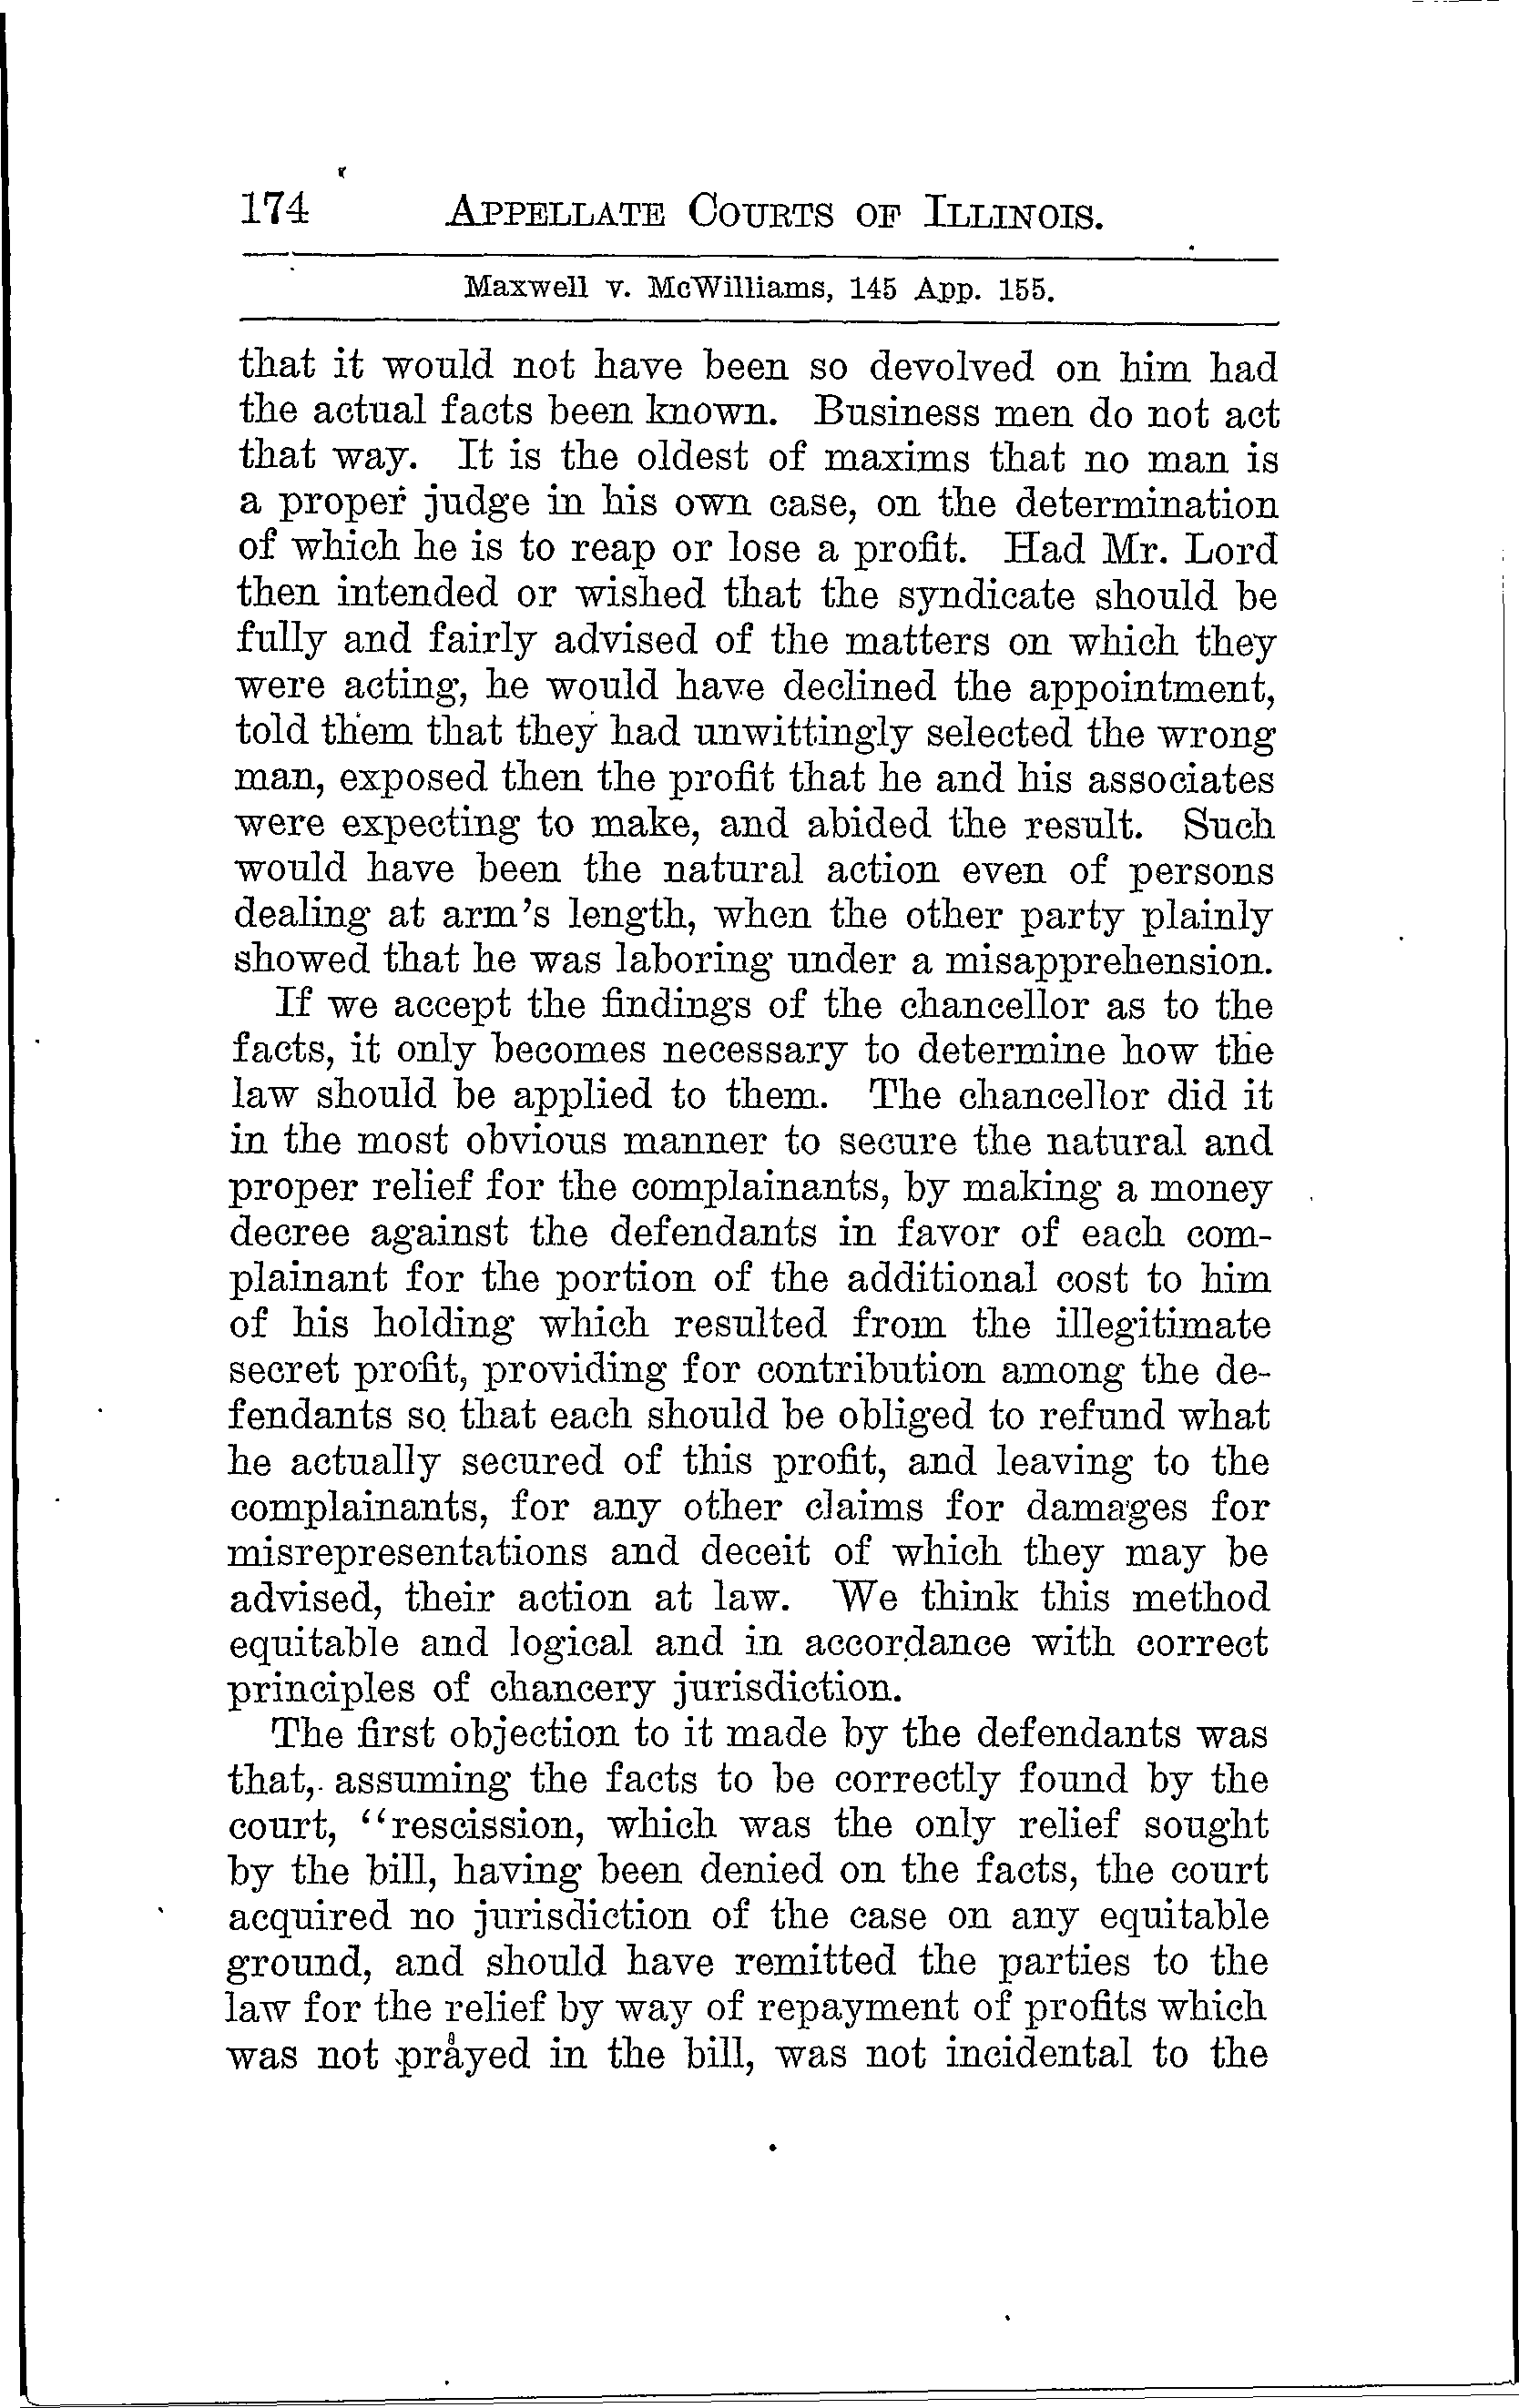 174 APPELLATE COURTS OF ILLINOIS.
Maxwell v. McWilliams, 145 App. 155.
that it would not have been so devolved on him had
the actual facts been known. Business men do not act
that way. It is the oldest of maxims that no man is
a proper judge in his own case, on the determination
of which he is to reap or lose a profit. Had Mr. Lord
then intended or wished that the syndicate should be
fully and fairly advised of the matters on which they
were acting, he would have declined the appointment,
told them that they had unwittingly selected the wrong
man, exposed then the profit that he and his associates
were expecting to make, and abided the result. Such
would have been the natural action even of persons
dealing at arm's length, when the other party plainly
showed that he was laboring under a misapprehension.
If we accept the findings of the chancellor as to the
facts, it only becomes necessary to determine how the
law should be applied to them. The chancellor did it
in the most obvious manner to secure the natural and
proper relief for the complainants, by making a money
decree against the defendants in favor of each com-
plainant for the portion of the additional cost to him
of his holding which resulted from the illegitimate
secret profit, providing for contribution among the de-
fendants so that each should be obliged to refund what
he actually secured of this profit, and leaving to the
complainants, for any other claims for damages for
misrepresentations and deceit of which they may be
advised, their action at law. We think this method
equitable and logical and in accordance with correct
principles of chancery jurisdiction.
The first objection to it made by the defendants was
that, assuming the facts to be correctly found by the
court, "rescission, which was the only relief sought
by the bill, having been denied on the facts, the court
acquired no jurisdiction of the case on any equitable
ground, and should have remitted the parties to the
law for the relief by way of repayment of profits which
was not prayed in the bill, was not incidental to the